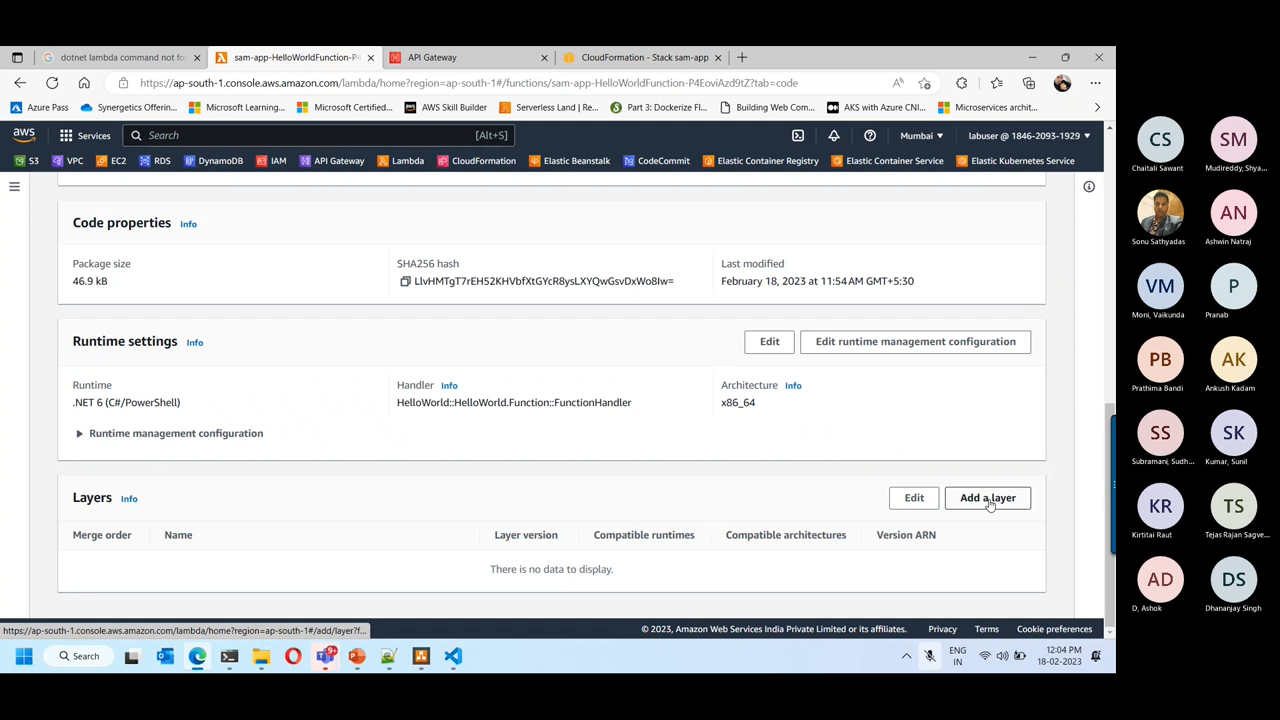 dotnet lambda command not fo
sam-app-HelloWorldFunction-P4
API Gateway
CloudFormation - Stack sam-app
https://ap-south-1.console.aws.amazon.com/lambda/home?region=ap-south-1#/functions/sam-app-HelloWorldFunction-P4EoviAzd9tZ?tab=code
Azure Pass
Synergetics Offerin...
Microsoft Learning...
Microsoft Certified...
AWS Skill Builder
Serverless Land | Re...
Part 3: Dockerize Fl...
Building Web Com...
AKS with Azure CNI...
Microservices archit...
aws
Services
Search
[Alt+S]
Mumbai
labuser @ 1846-2093-1929
S3
VPC
EC2
RDS
DynamoDB
IAM
API Gateway
Lambda
CloudFormation
Elastic Beanstalk
CodeCommit
Elastic Container Registry
Elastic Container Service
Elastic Kubernetes Service
Code properties Info
Package size
46.9 kB
SHA256 hash
LlvHMTgT7rEH52KHVbfXtGYcR8ysLXYQwGsvDxWo8Iw=
Last modified
February 18, 2023 at 11:54 AM GMT+5:30
Runtime settings Info
Edit
Edit runtime management configuration
Runtime
.NET 6 (C#/PowerShell)
Handler Info
HelloWorld::HelloWorld.Function::FunctionHandler
Architecture Info
x86_64
Runtime management configuration
Layers Info
Edit
Add a layer
Merge order
Name
Layer version
Compatible runtimes
Compatible architectures
Version ARN
There is no data to display.
https://ap-south-1.console.aws.amazon.com/lambda/home?region=ap-south-1#/add/layer?f...
© 2023, Amazon Web Services India Private Limited or its affiliates.
Privacy
Terms
Cookie preferences
Search
9+
ENG
IN
12:04 PM
18-02-2023
CS
Chaitali Sawant
SM
Mudireddy, Shya...
Sonu Sathyadas
AN
Ashwin Natraj
VM
Moni, Vaikunda
P
Pranab
PB
Prathima Bandi
AK
Ankush Kadam
SS
Subramani, Sudh...
SK
Kumar, Sunil
KR
Kirtitai Raut
TS
Tejas Rajan Sagve...
AD
D, Ashok
DS
Dhananjay Singh